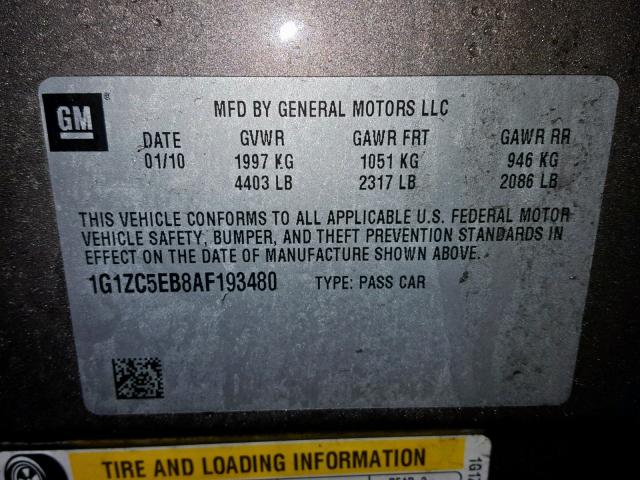 GM
®
MFD BY GENERAL MOTORS LLC
DATE GVWR GAWR FRT GAWR RR
01/10 1997 KG 1051 KG 946 KG
4403 LB 2317 LB 2086 LB
THIS VEHICLE CONFORMS TO ALL APPLICABLE U.S. FEDERAL MOTOR
VEHICLE SAFETY, BUMPER, AND THEFT PREVENTION STANDARDS IN
EFFECT ON THE DATE OF MANUFACTURE SHOWN ABOVE.
1G1ZC5EB8AF193480 TYPE: PASS CAR
TIRE AND LOADING INFORMATION